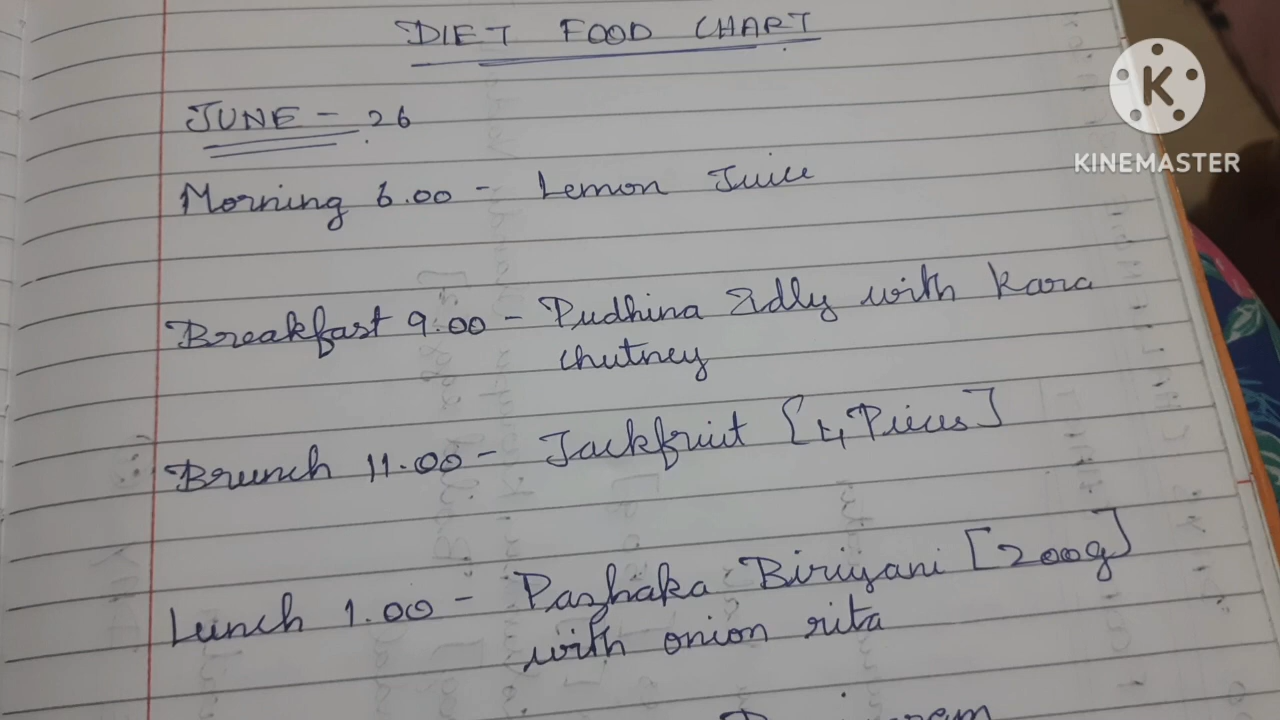 DIET FOOD CHART
JUNE - 26
KINEMASTER
Morning 6.00 - Lemon Juice
Breakfast 9.00 - Pudhina Idly with kara
chutney
Brunch 11.00 - Jackfruit [4 Pieces]
Lunch 1.00 - Pazhaka Biriyani [200g]
with onion rita